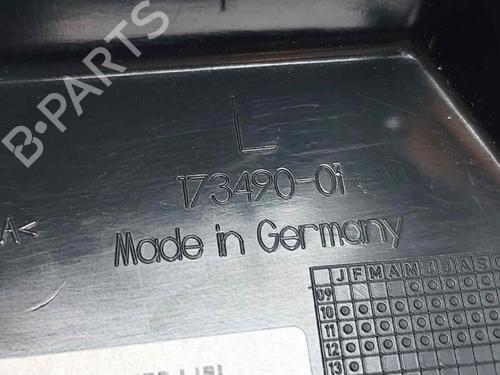 B-PARTS
L
173490-01
A<
Made in Germany
J F M A M J J A S
09
10
11
12
13